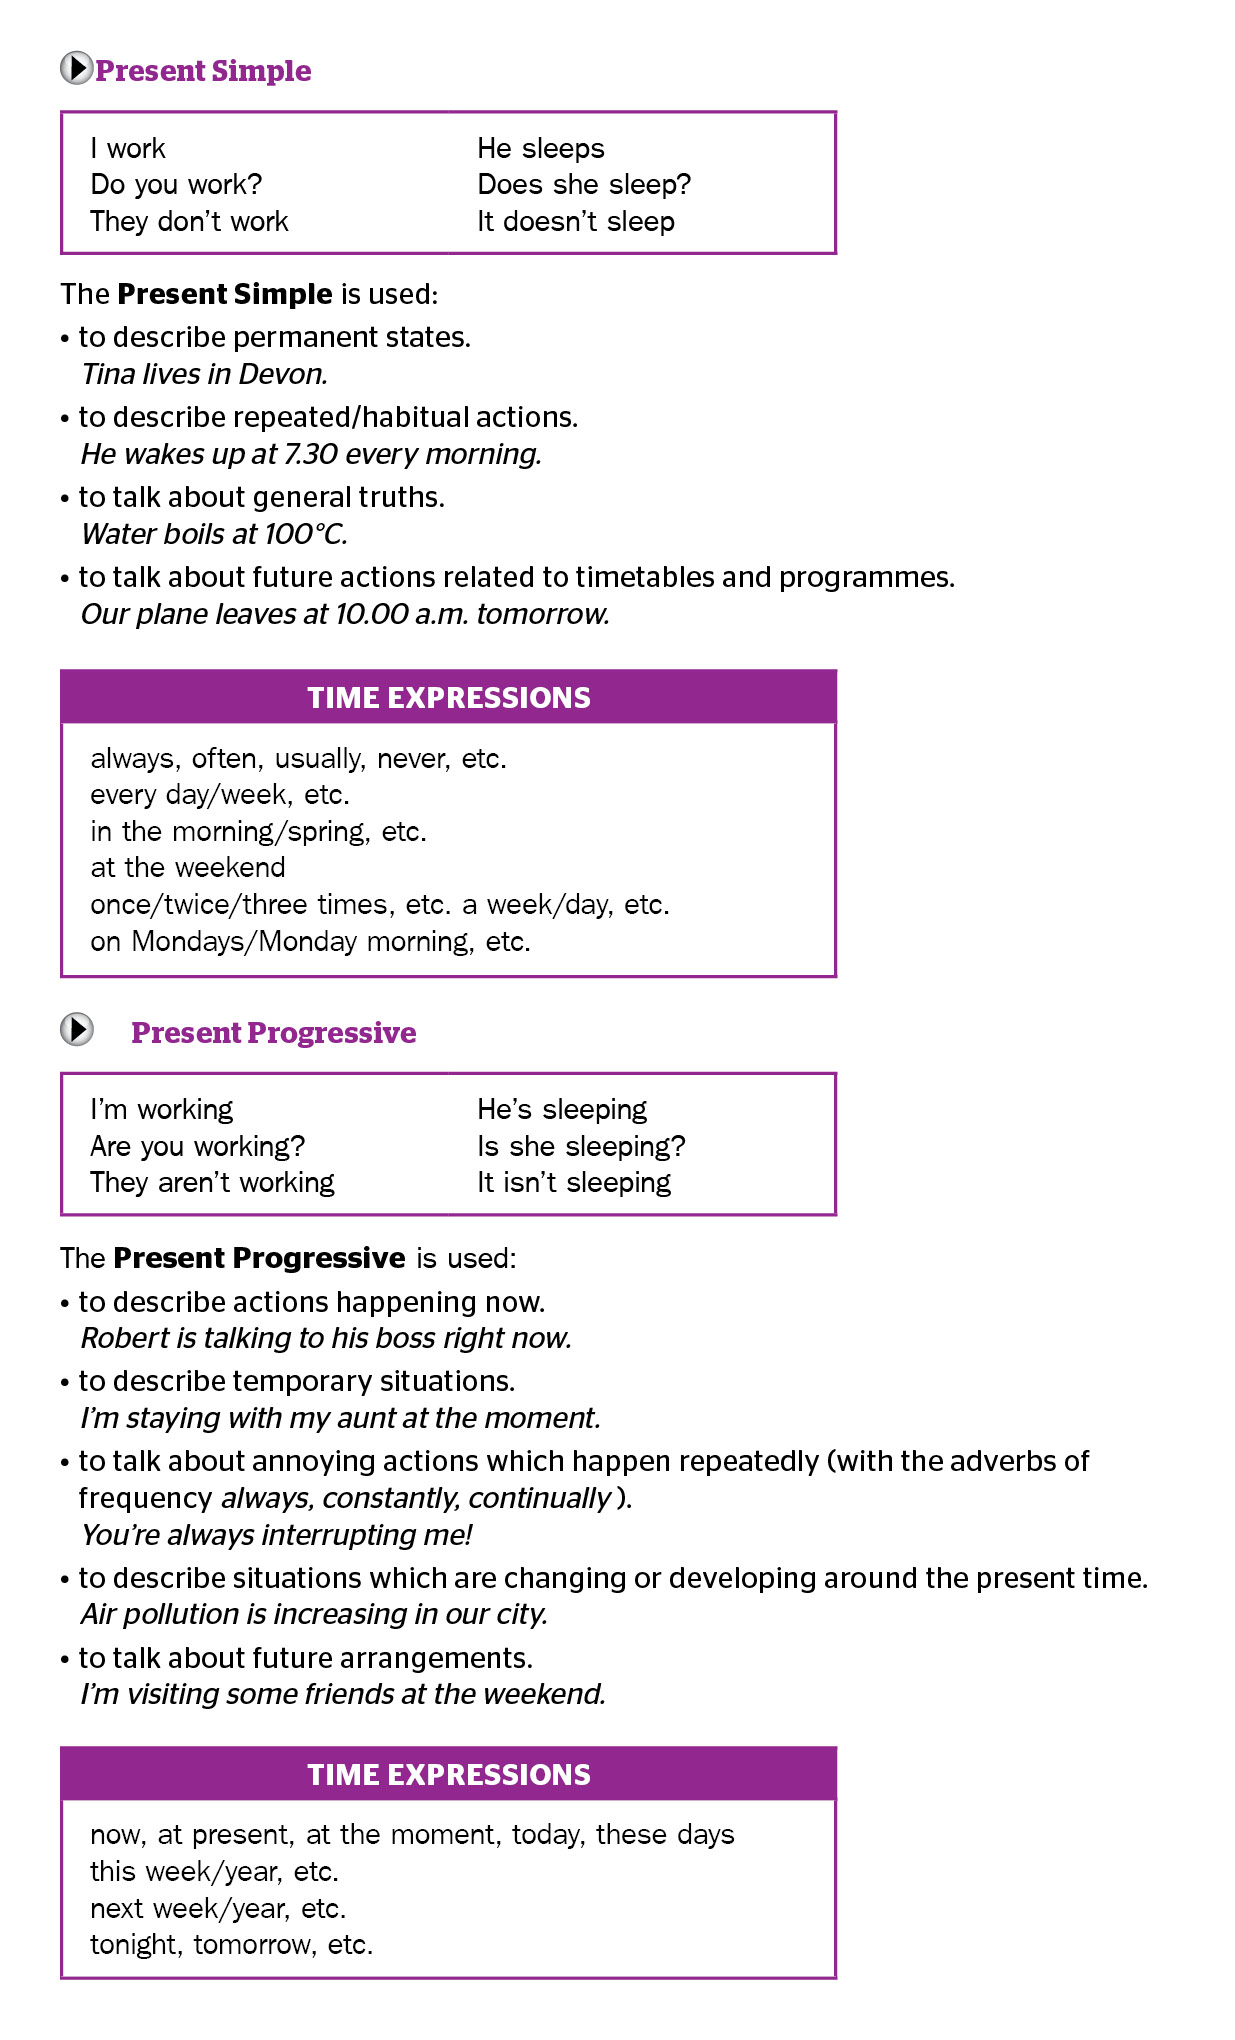 Present Simple
I work He sleeps
Do you work? Does she sleep?
They don't work It doesn't sleep
The Present Simple is used:
• to describe permanent states.
Tina lives in Devon.
• to describe repeated/habitual actions.
He wakes up at 7.30 every morning.
• to talk about general truths.
Water boils at 100°C.
• to talk about future actions related to timetables and programmes.
Our plane leaves at 10.00 a.m. tomorrow.
TIME EXPRESSIONS
always, often, usually, never, etc.
every day/week, etc.
in the morning/spring, etc.
at the weekend
once/twice/three times, etc. a week/day, etc.
on Mondays/Monday morning, etc.
Present Progressive
I'm working He's sleeping
Are you working? Is she sleeping?
They aren't working It isn't sleeping
The Present Progressive is used:
• to describe actions happening now.
Robert is talking to his boss right now.
• to describe temporary situations.
I'm staying with my aunt at the moment.
• to talk about annoying actions which happen repeatedly (with the adverbs of
frequency always, constantly, continually).
You're always interrupting me!
• to describe situations which are changing or developing around the present time.
Air pollution is increasing in our city.
• to talk about future arrangements.
I'm visiting some friends at the weekend.
TIME EXPRESSIONS
now, at present, at the moment, today, these days
this week/year, etc.
next week/year, etc.
tonight, tomorrow, etc.